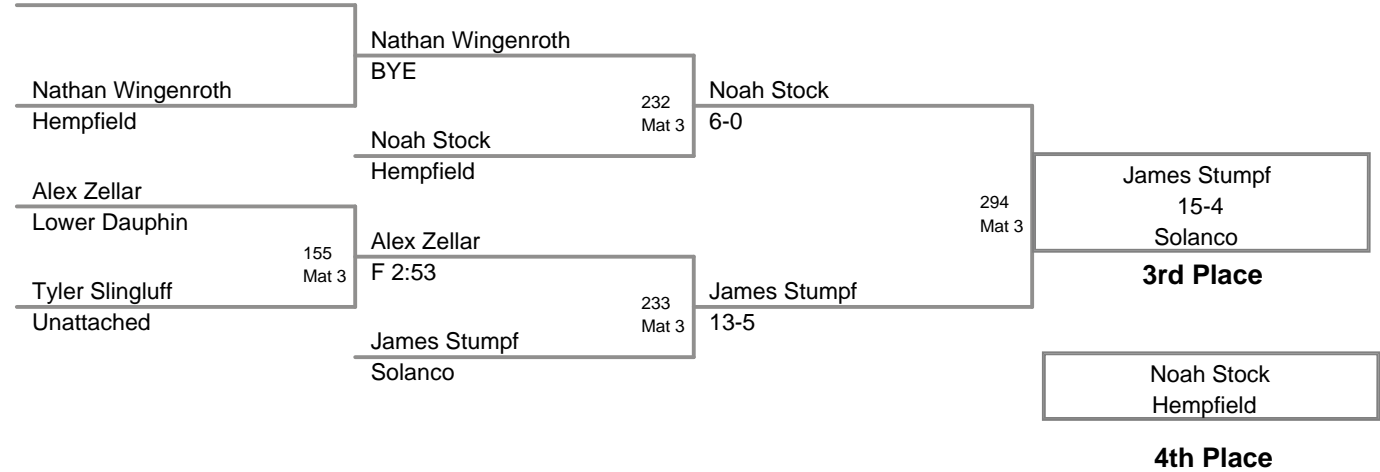 Nathan Wingenroth
BYE
Nathan Wingenroth
Hempfield
232
Mat 3
Noah Stock
6-0
Noah Stock
Hempfield
Alex Zellar
Lower Dauphin
155
Mat 3
Alex Zellar
F 2:53
Tyler Slingluff
Unattached
233
Mat 3
James Stumpf
13-5
James Stumpf
Solanco
294
Mat 3
James Stumpf
15-4
Solanco
3rd Place
Noah Stock
Hempfield
4th Place